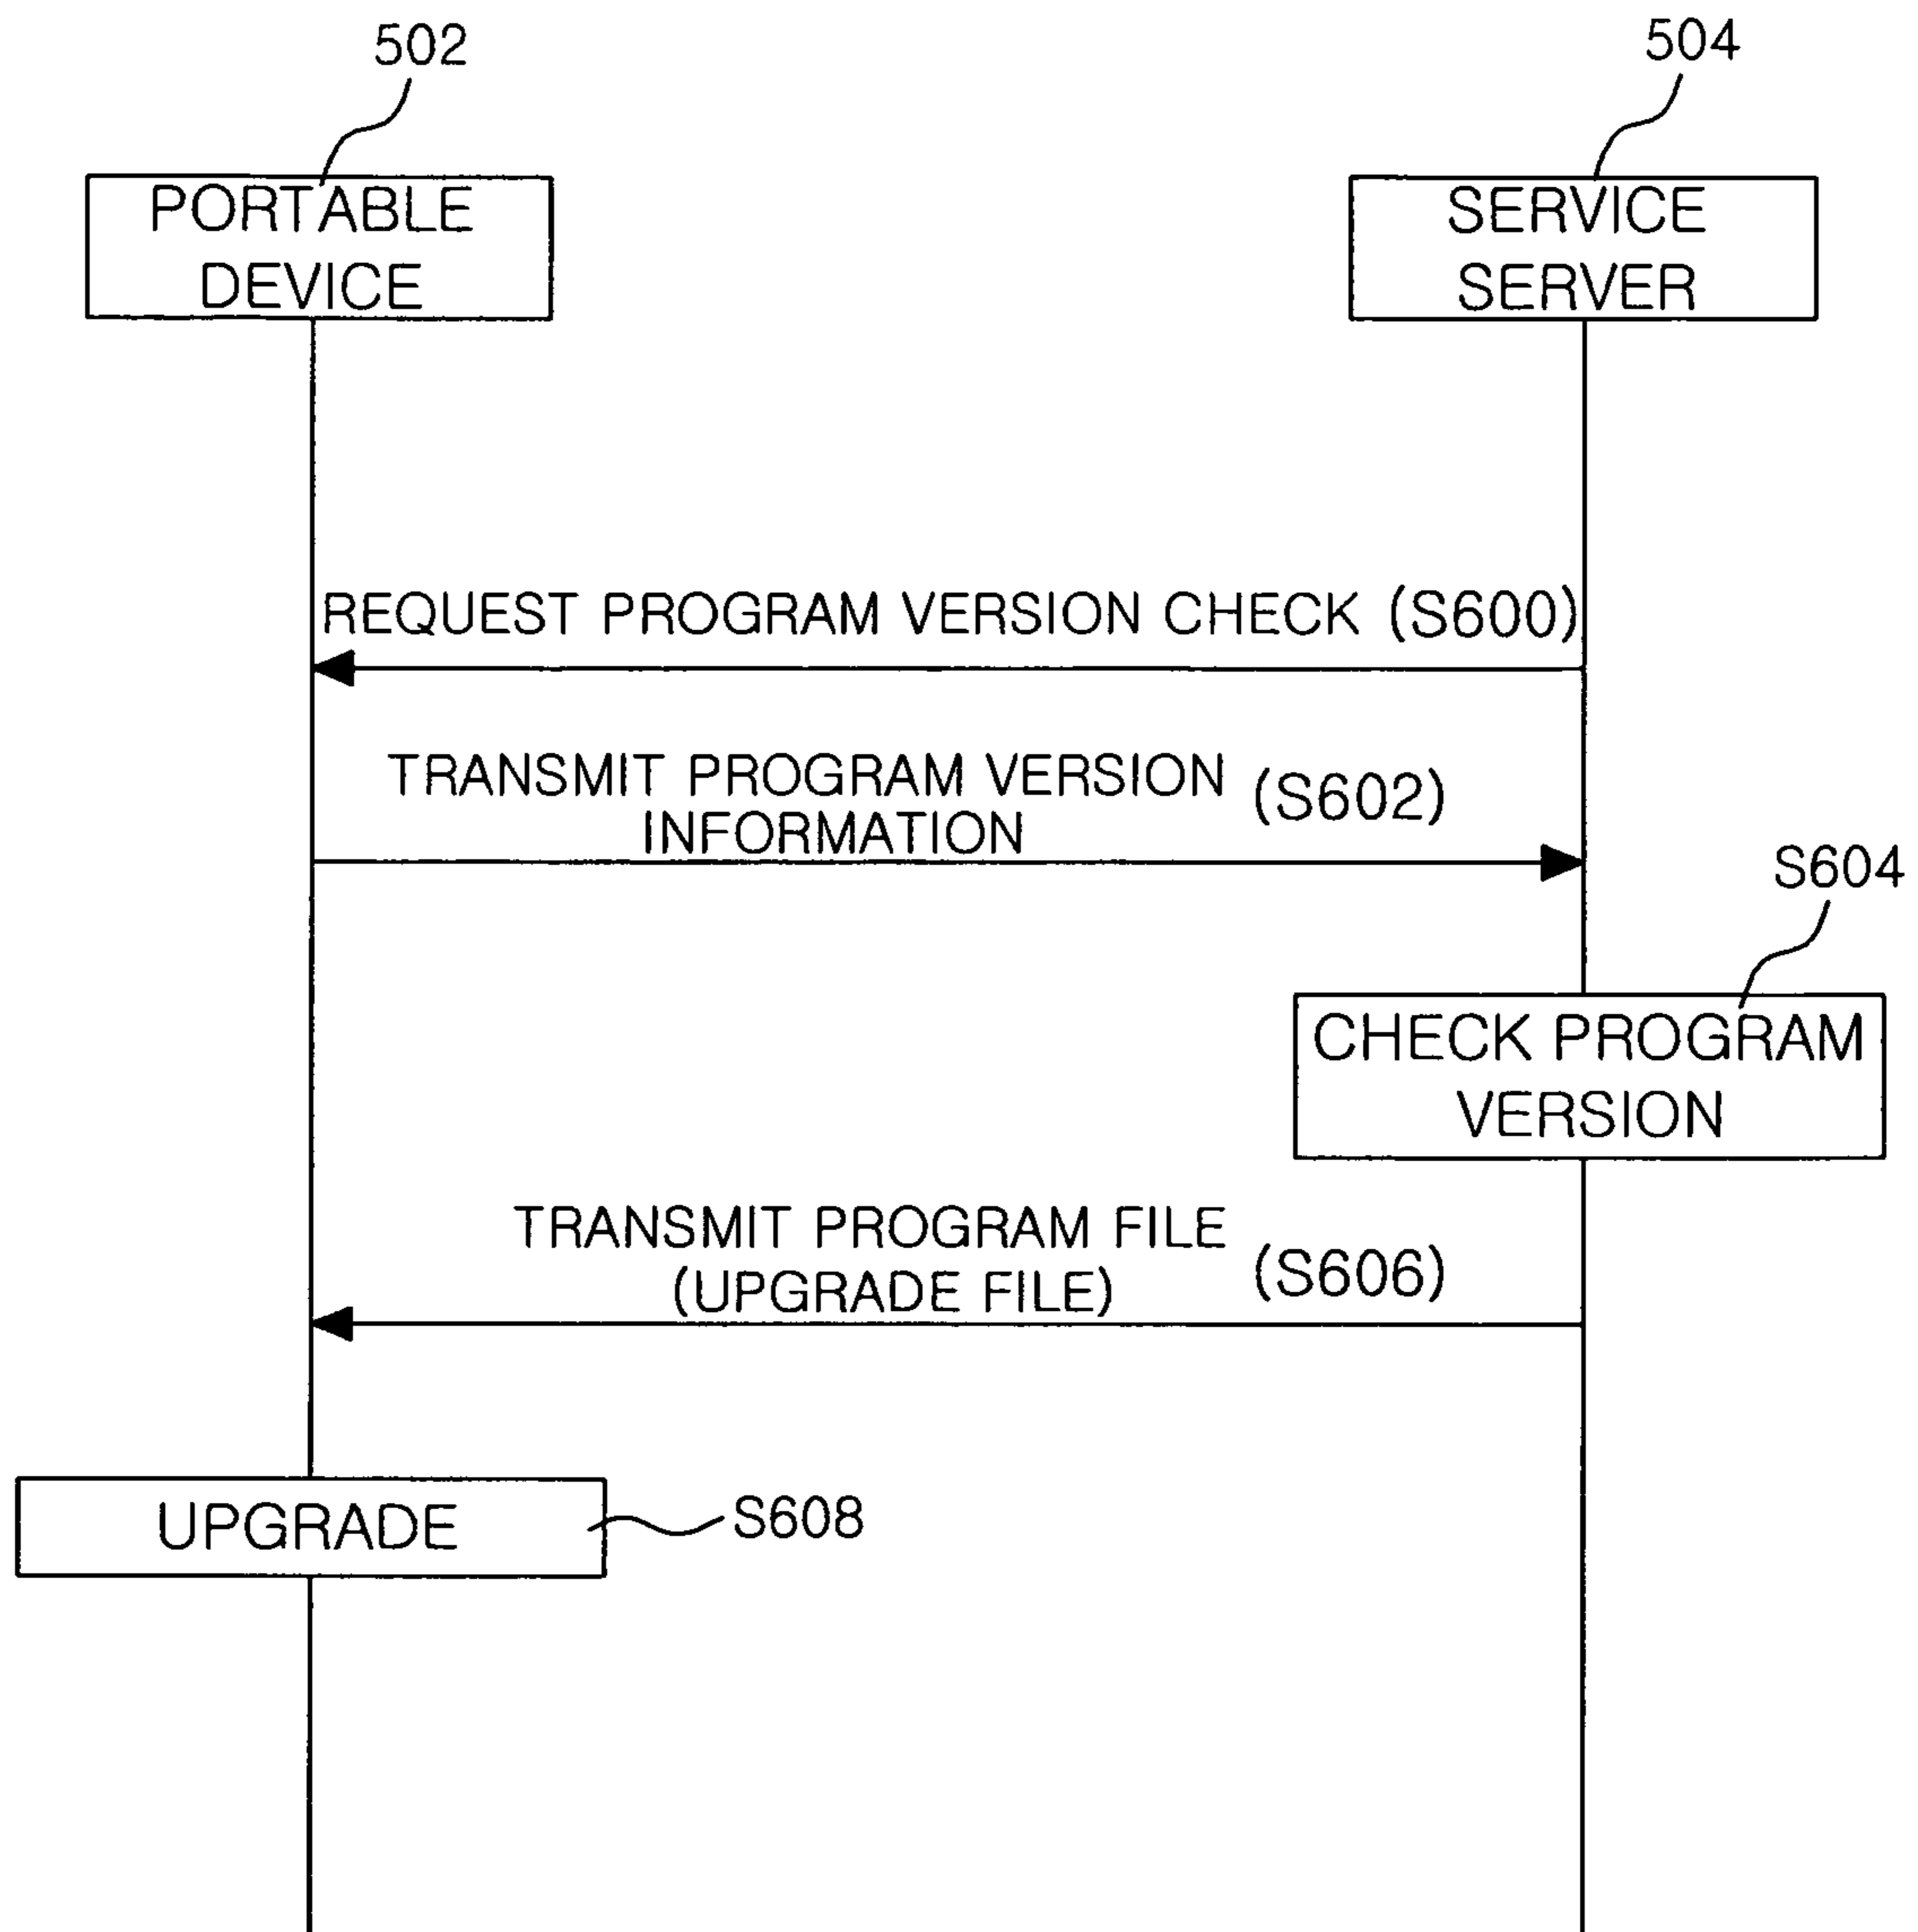 502
504
PORTABLE
DEVICE
SERVICE
SERVER
REQUEST PROGRAM VERSION CHECK (S600)
TRANSMIT PROGRAM VERSION
INFORMATION
(S602)
S604
CHECK PROGRAM
VERSION
TRANSMIT PROGRAM FILE
(UPGRADE FILE)
(S606)
UPGRADE
S608